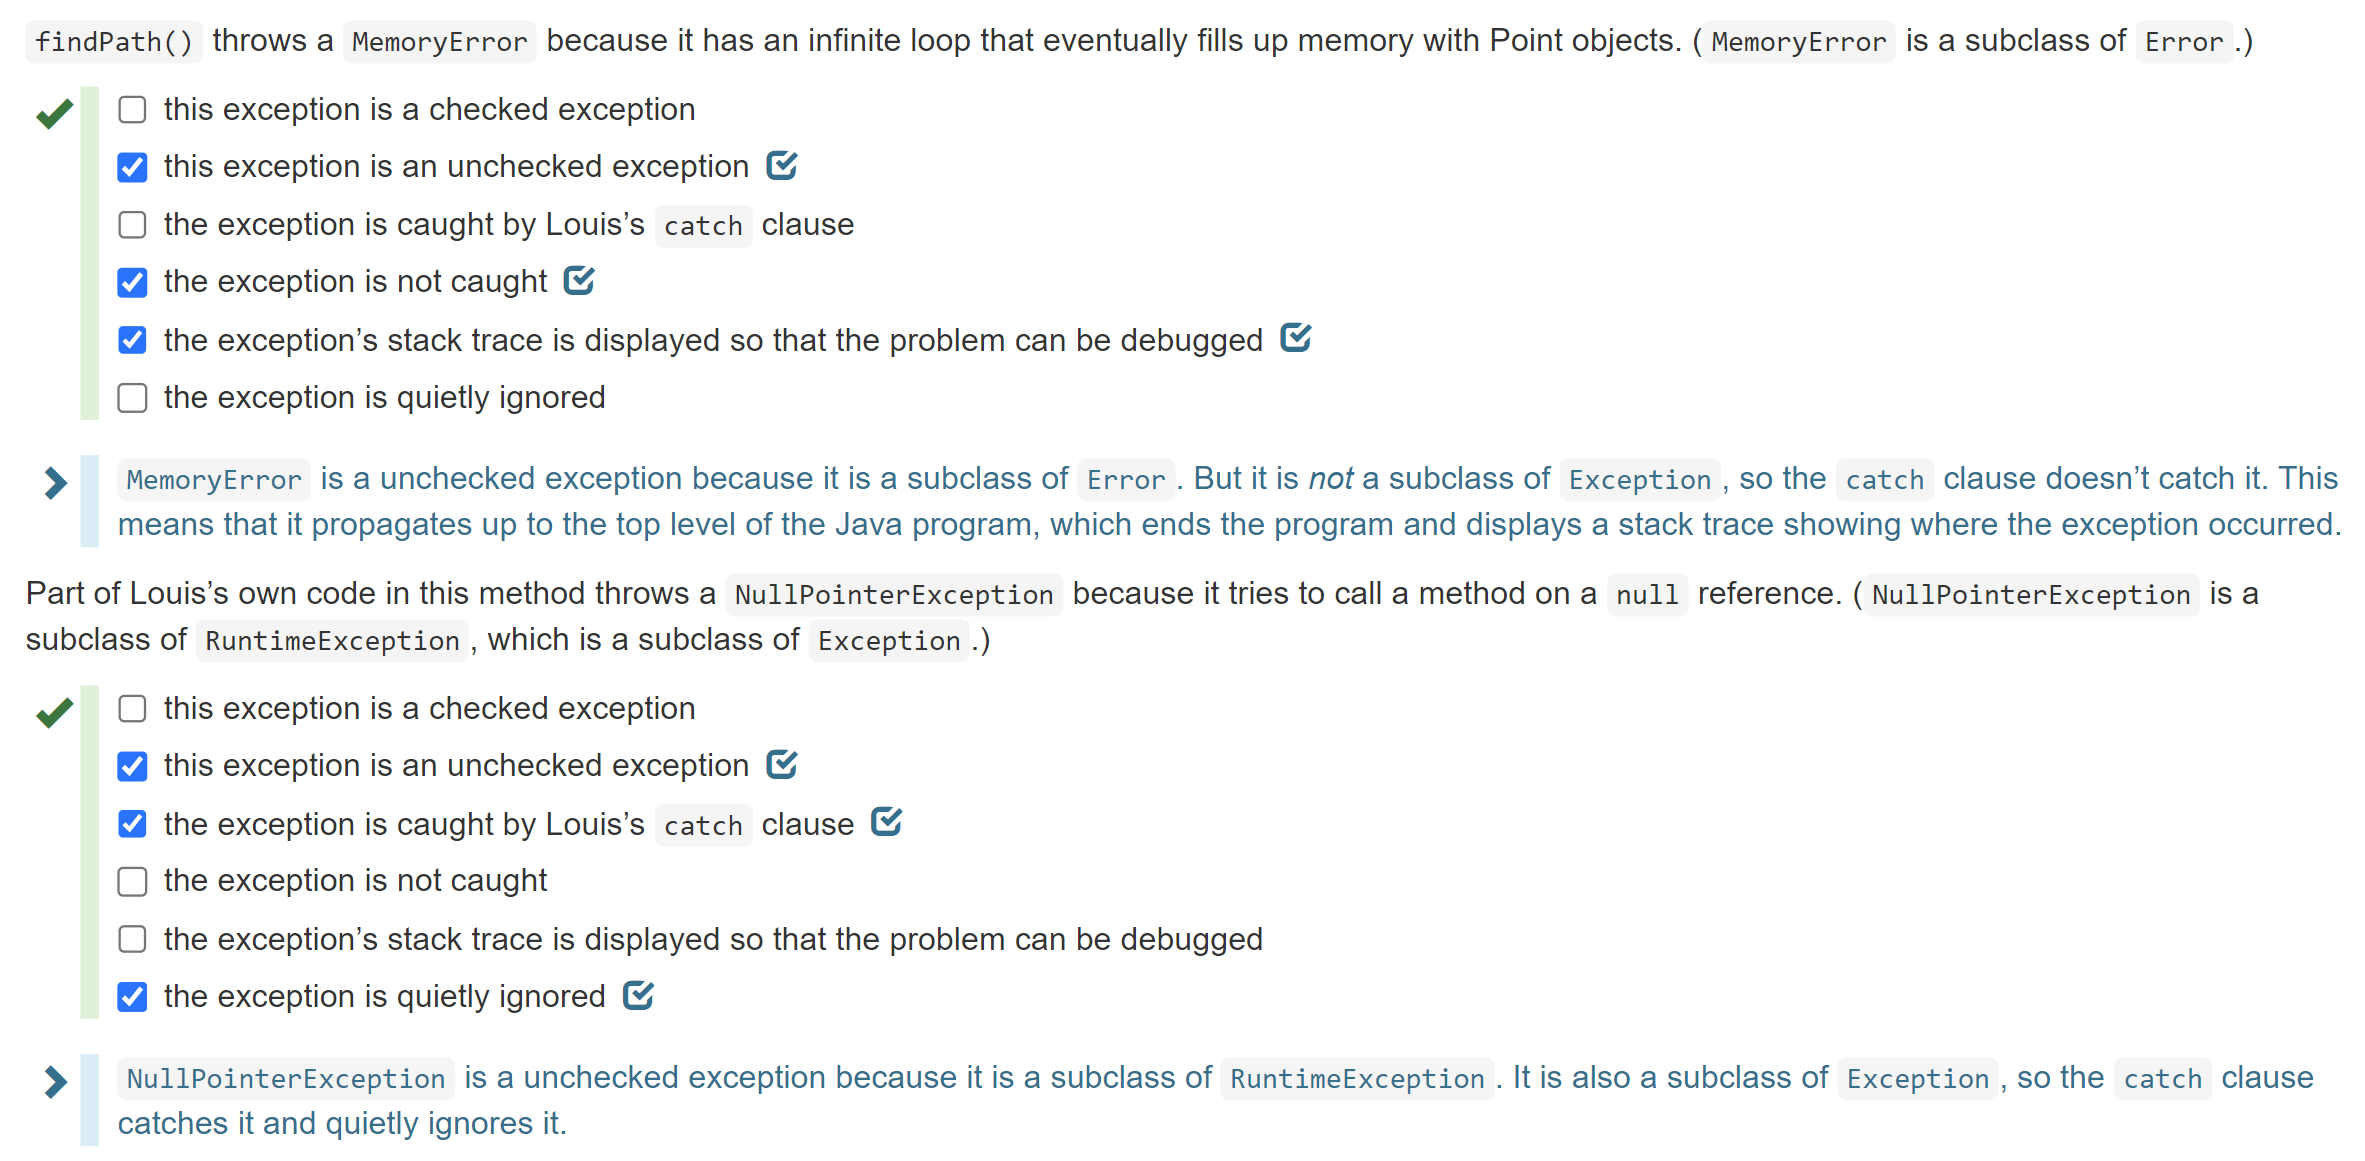 findPath() throws a MemoryError because it has an infinite loop that eventually fills up memory with Point objects. (MemoryError is a subclass of Error.)
this exception is a checked exception
this exception is an unchecked exception
the exception is caught by Louis’s catch clause
the exception is not caught
the exception’s stack trace is displayed so that the problem can be debugged
the exception is quietly ignored
MemoryError is a unchecked exception because it is a subclass of Error. But it is not a subclass of Exception, so the catch clause doesn’t catch it. This
means that it propagates up to the top level of the Java program, which ends the program and displays a stack trace showing where the exception occurred.
Part of Louis’s own code in this method throws a NullPointerException because it tries to call a method on a null reference. (NullPointerException is a
subclass of RuntimeException, which is a subclass of Exception.)
this exception is a checked exception
this exception is an unchecked exception
the exception is caught by Louis’s catch clause
the exception is not caught
the exception’s stack trace is displayed so that the problem can be debugged
the exception is quietly ignored
NullPointerException is a unchecked exception because it is a subclass of RuntimeException. It is also a subclass of Exception, so the catch clause
catches it and quietly ignores it.